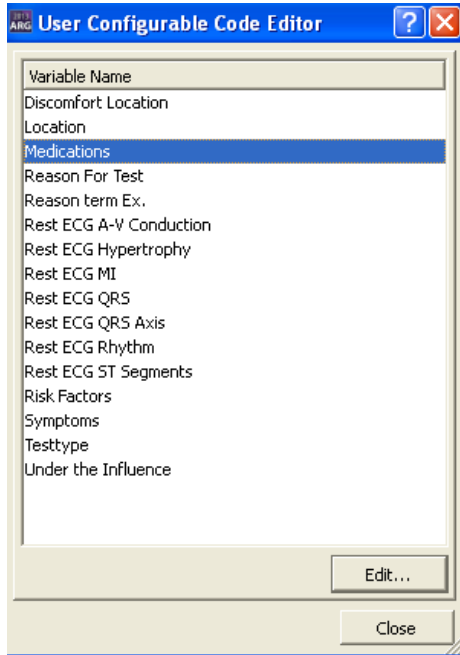 2013
ARG User Configurable Code Editor
Variable Name
Discomfort Location
Location
Medications
Reason For Test
Reason term Ex.
Rest ECG A-V Conduction
Rest ECG Hypertrophy
Rest ECG MI
Rest ECG QRS
Rest ECG QRS Axis
Rest ECG Rhythm
Rest ECG ST Segments
Risk Factors
Symptoms
Testtype
Under the Influence
Edit...
Close